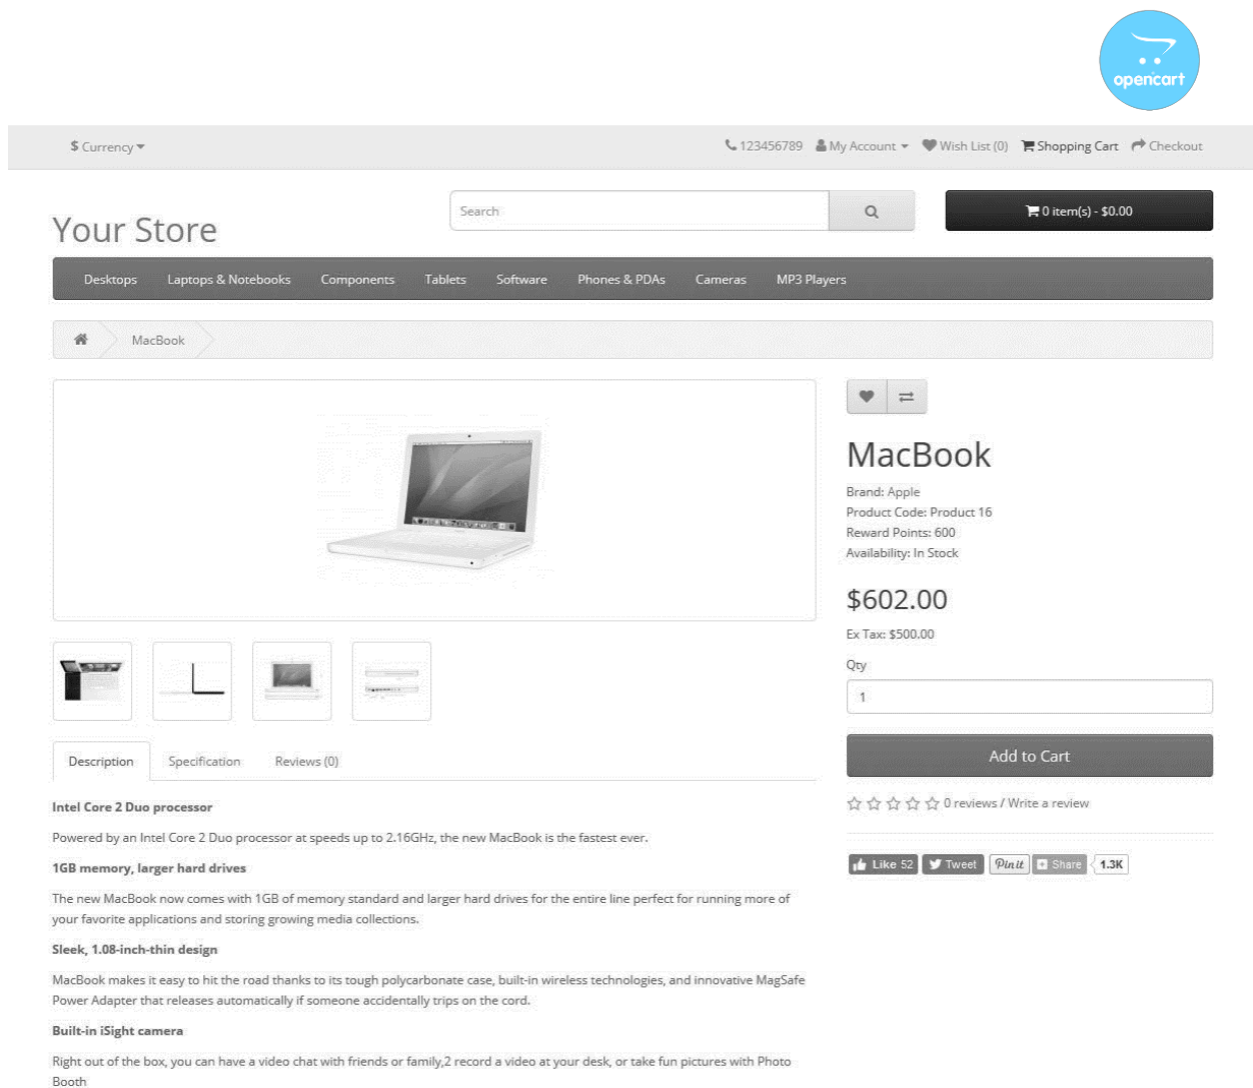 opencart
$ Currency
123456789 My Account Wish List (0) Shopping Cart Checkout
Your Store
Search
0 item(s) - $0.00
Desktops Laptops & Notebooks Components Tablets Software Phones & PDAs Cameras MP3 Players
MacBook
MacBook
Brand: Apple
Product Code: Product 16
Reward Points: 600
Availability: In Stock
$602.00
Ex Tax: $500.00
Qty
1
Add to Cart
0 reviews / Write a review
Like 52 Tweet Pin it Share 1.3K
Description Specification Reviews (0)
Intel Core 2 Duo processor
Powered by an Intel Core 2 Duo processor at speeds up to 2.16GHz, the new MacBook is the fastest ever.
1GB memory, larger hard drives
The new MacBook now comes with 1GB of memory standard and larger hard drives for the entire line perfect for running more of
your favorite applications and storing growing media collections.
Sleek, 1.08-inch-thin design
MacBook makes it easy to hit the road thanks to its tough polycarbonate case, built-in wireless technologies, and innovative MagSafe
Power Adapter that releases automatically if someone accidentally trips on the cord.
Built-in iSight camera
Right out of the box, you can have a video chat with friends or family,2 record a video at your desk, or take fun pictures with Photo
Booth